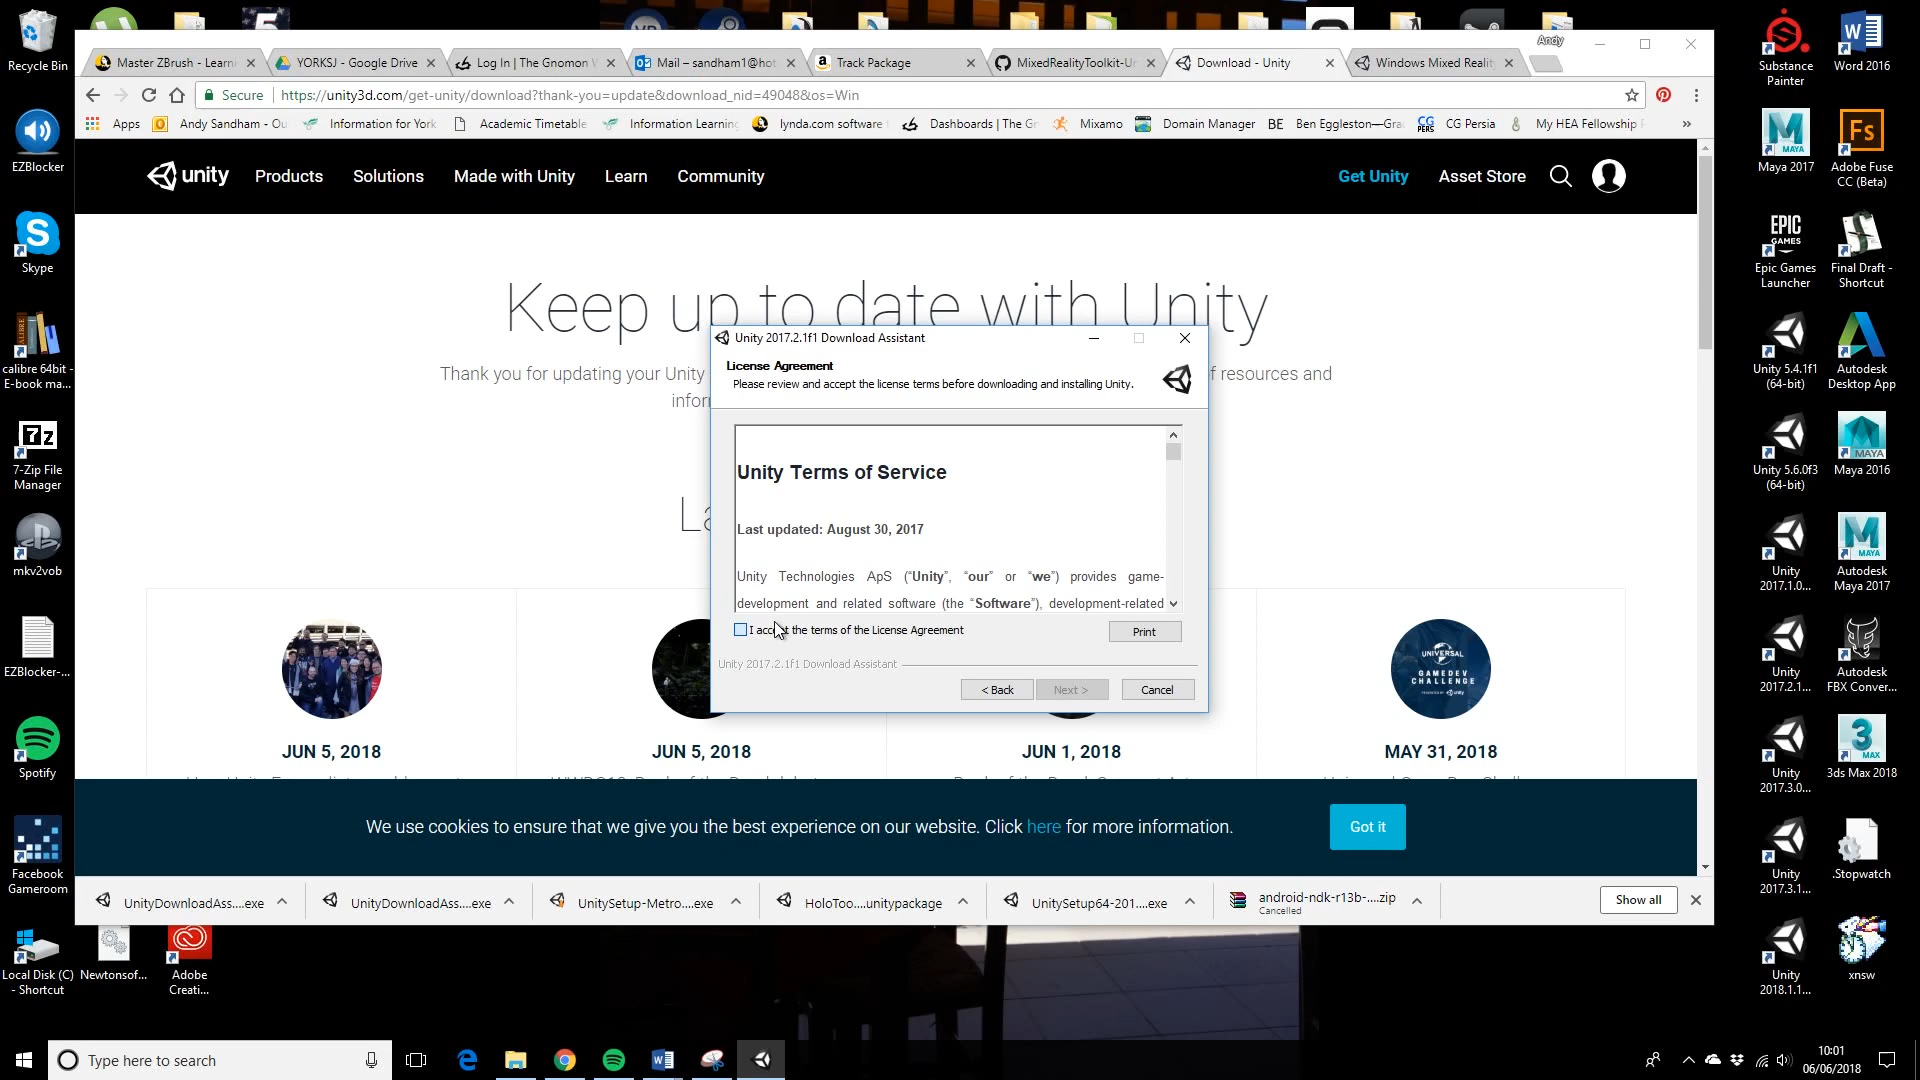 Recycle Bin
EZBlocker
Skype
calibre 64bit -
E-book ma...
7-Zip File
Manager
mkv2vob
EZBlocker-...
Spotify
Facebook
Gameroom
Local Disk (C)
- Shortcut
Newtonsof...
Adobe
Creati...
Andy
Master ZBrush - Learn
YORKSJ - Google Drive
Log In | The Gnomon
Mail – sandham1@hot
Track Package
MixedRealityToolkit-Un
Download - Unity
Windows Mixed Realit
Secure
https://unity3d.com/get-unity/download?thank-you=update&download_nid=49048&os=Win
Apps
Andy Sandham - Ou
Information for York
Academic Timetable
Information Learning
lynda.com software
Dashboards | The Gn
Mixamo
Domain Manager
BE Ben Eggleston—Gra
CG PERS CG Persia
My HEA Fellowship
»
unity
Products
Solutions
Made with Unity
Learn
Community
Get Unity
Asset Store
Keep up to date with Unity
Thank you for updating your Unity
f resources and
infor
La
Unity 2017.2.1f1 Download Assistant
License Agreement
Please review and accept the license terms before downloading and installing Unity.
Unity Terms of Service
Last updated: August 30, 2017
Unity Technologies ApS (“Unity”, “our” or “we”) provides game-
development and related software (the “Software”), development-related
I accept the terms of the License Agreement
Print
Unity 2017.2.1f1 Download Assistant
< Back
Next >
Cancel
UNIVERSAL
GAMEDEV
CHALLENGE
JUN 5, 2018
JUN 5, 2018
JUN 1, 2018
MAY 31, 2018
We use cookies to ensure that we give you the best experience on our website. Click here for more information.
Got it
UnityDownloadAss....exe
UnityDownloadAss....exe
UnitySetup-Metro....exe
HoloToo....unitypackage
UnitySetup64-201....exe
android-ndk-r13b-....zip
Cancelled
Show all
Substance
Painter
Word 2016
Maya 2017
Adobe Fuse
CC (Beta)
EPIC
GAMES
Epic Games
Launcher
Final Draft -
Shortcut
Unity 5.4.1f1
(64-bit)
Autodesk
Desktop App
Unity 5.6.0f3
(64-bit)
Maya 2016
Unity
2017.1.0...
Autodesk
Maya 2017
Unity
2017.2.1...
Autodesk
FBX Conver...
Unity
2017.3.0...
3ds Max 2018
Unity
2017.3.1...
.Stopwatch
Unity
2018.1.1...
xnsw
Type here to search
10:01
06/06/2018